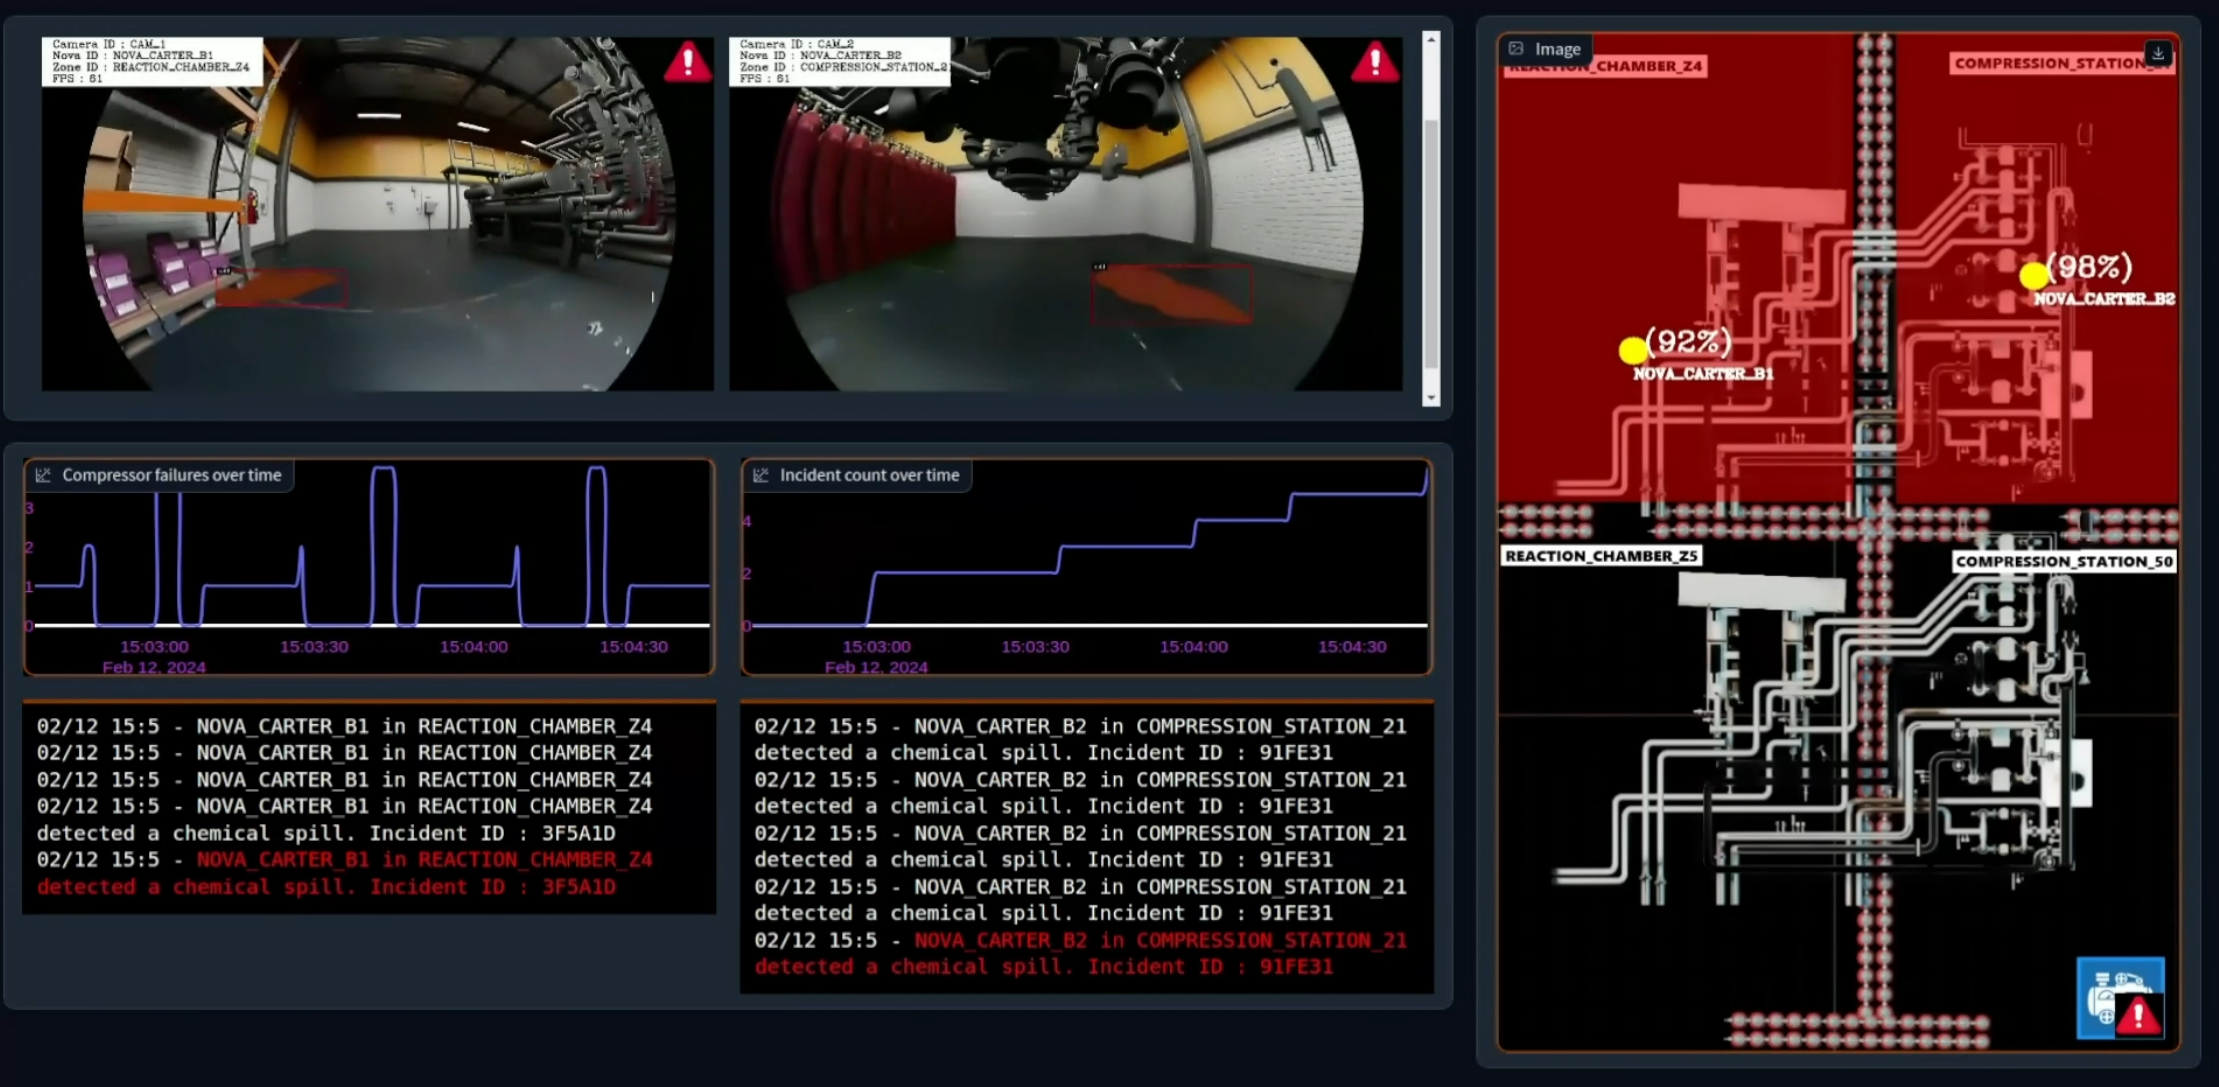 Camera ID : CAM_1
Nova ID : NOVA_CARTER_B1
Zone ID : REACTION_CHAMBER_Z4
FPS : 61
Camera ID : CAM_2
Nova ID : NOVA_CARTER_B2
Zone ID : COMPRESSION_STATION_21
FPS : 61
Image
REACTION_CHAMBER_Z4
COMPRESSION_STATION_21
(98%)
NOVA_CARTER_B2
(92%)
NOVA_CARTER_B1
REACTION_CHAMBER_Z5
COMPRESSION_STATION_50
Compressor failures over time
3
2
1
0
15:03:00
15:03:30
15:04:00
15:04:30
Feb 12, 2024
Incident count over time
4
2
0
15:03:00
15:03:30
15:04:00
15:04:30
Feb 12, 2024
02/12 15:5 - NOVA_CARTER_B1 in REACTION_CHAMBER_Z4
02/12 15:5 - NOVA_CARTER_B1 in REACTION_CHAMBER_Z4
02/12 15:5 - NOVA_CARTER_B1 in REACTION_CHAMBER_Z4
02/12 15:5 - NOVA_CARTER_B1 in REACTION_CHAMBER_Z4
detected a chemical spill. Incident ID : 3F5A1D
02/12 15:5 - NOVA_CARTER_B1 in REACTION_CHAMBER_Z4
detected a chemical spill. Incident ID : 3F5A1D
02/12 15:5 - NOVA_CARTER_B2 in COMPRESSION_STATION_21
detected a chemical spill. Incident ID : 91FE31
02/12 15:5 - NOVA_CARTER_B2 in COMPRESSION_STATION_21
detected a chemical spill. Incident ID : 91FE31
02/12 15:5 - NOVA_CARTER_B2 in COMPRESSION_STATION_21
detected a chemical spill. Incident ID : 91FE31
02/12 15:5 - NOVA_CARTER_B2 in COMPRESSION_STATION_21
detected a chemical spill. Incident ID : 91FE31
02/12 15:5 - NOVA_CARTER_B2 in COMPRESSION_STATION_21
detected a chemical spill. Incident ID : 91FE31